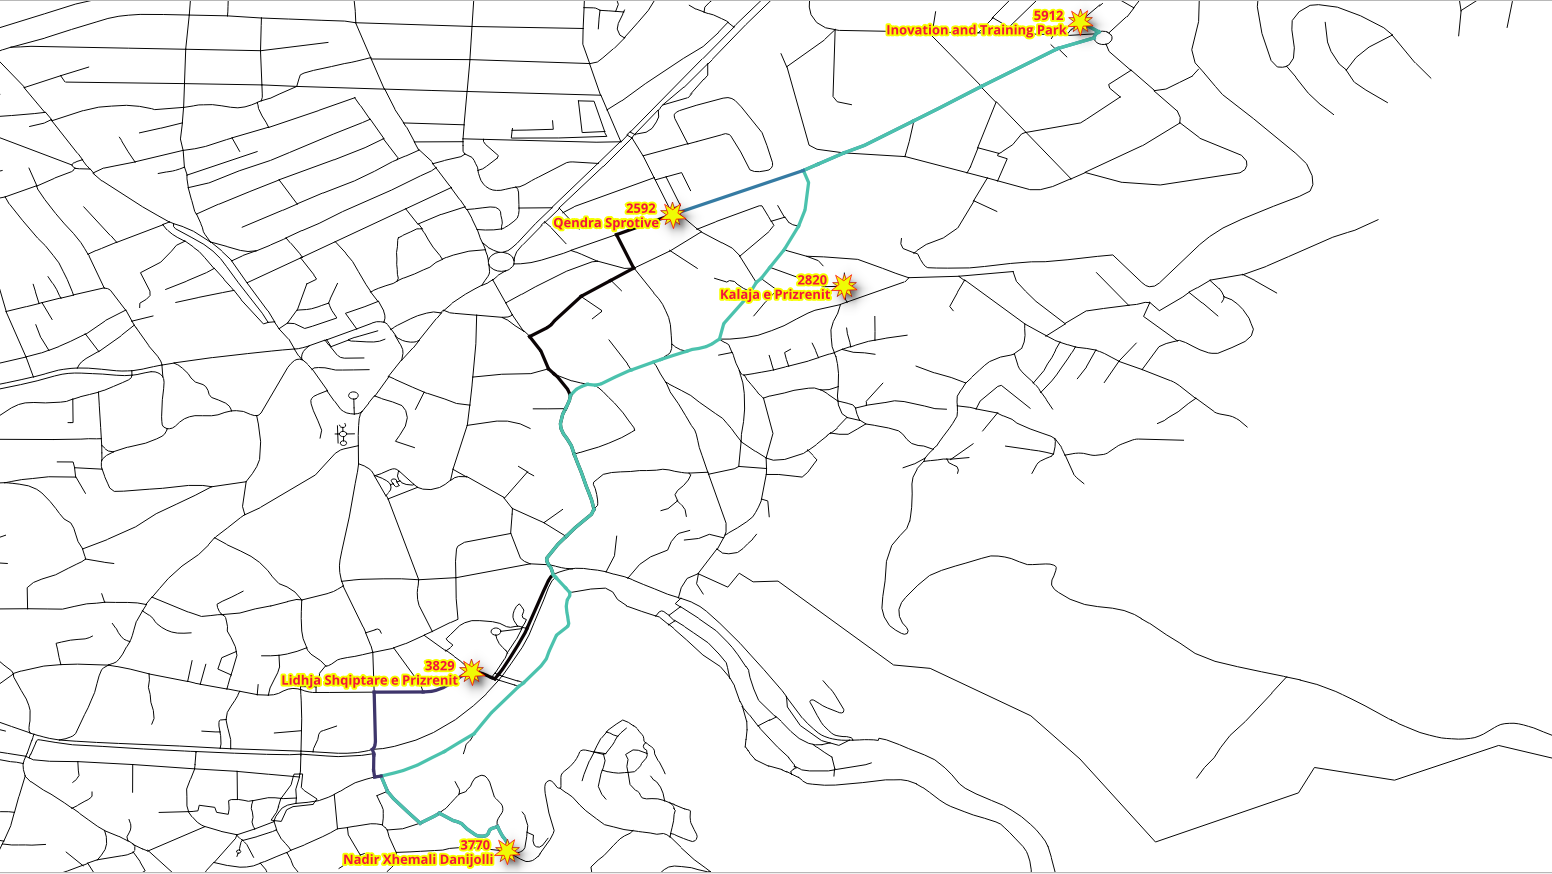 5912
Inovation and Training Park
2592
Qendra Sprotive
2820
Kalaja e Prizrenit
3829
Lidhja Shqiptare e Prizrenit
3770
Nadir Xhemali Danijolli